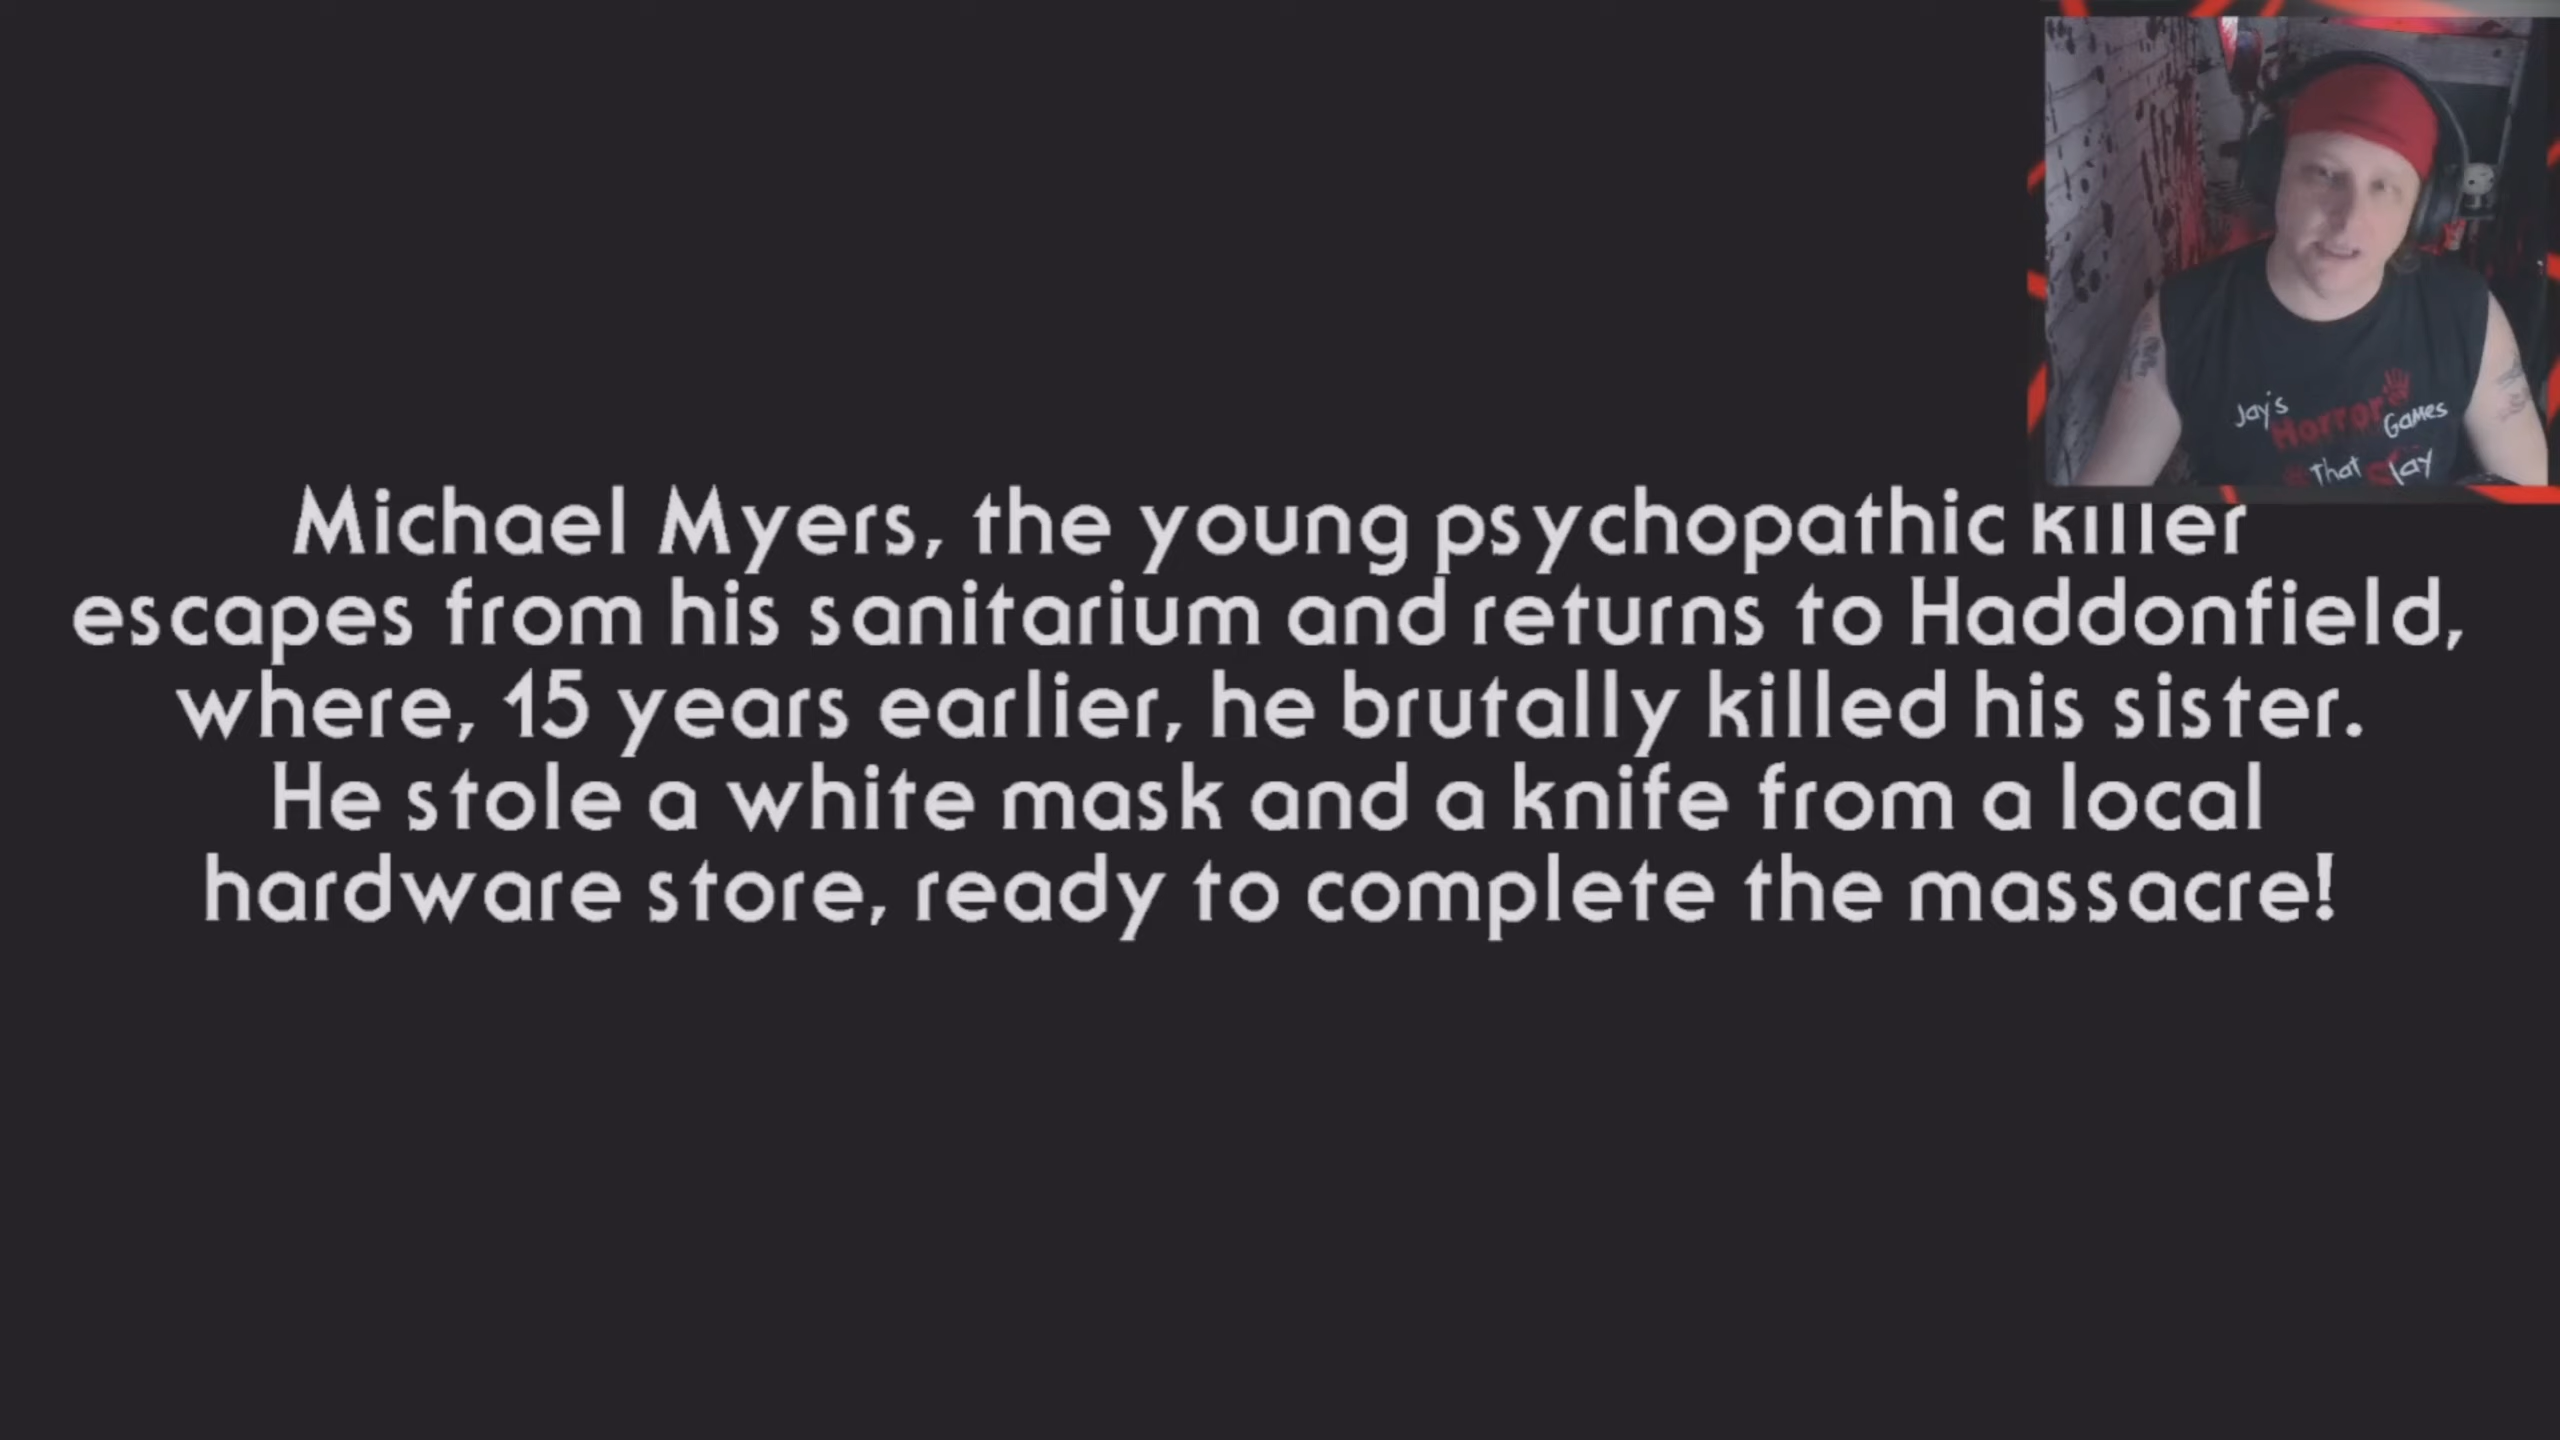 Jay's
Horror
Games
That Slay
Michael Myers, the young psychopathic killer
escapes from his sanitarium and returns to Haddonfield,
where, 15 years earlier, he brutally killed his sister.
He stole a white mask and a knife from a local
hardware store, ready to complete the massacre!